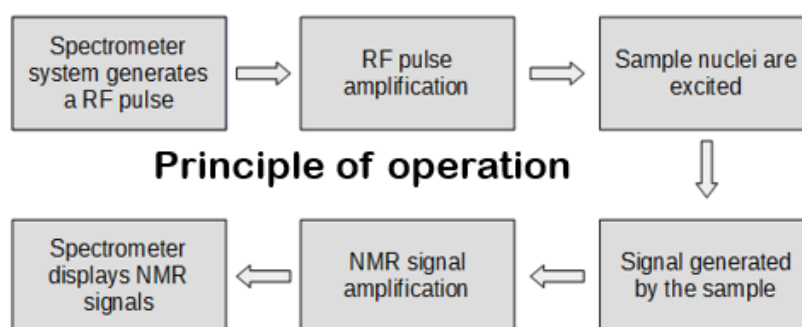 Spectrometer
system generates
a RF pulse
RF pulse
amplification
Sample nuclei are
excited
Principle of operation
Signal generated
by the sample
NMR signal
amplification
Spectrometer
displays NMR
signals